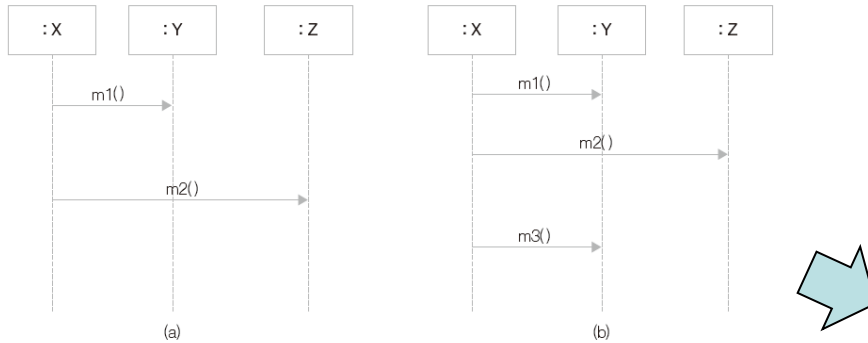 : X : Y : Z
m1()
m2()
(a)
: X : Y : Z
m1()
m2()
m3()
(b)